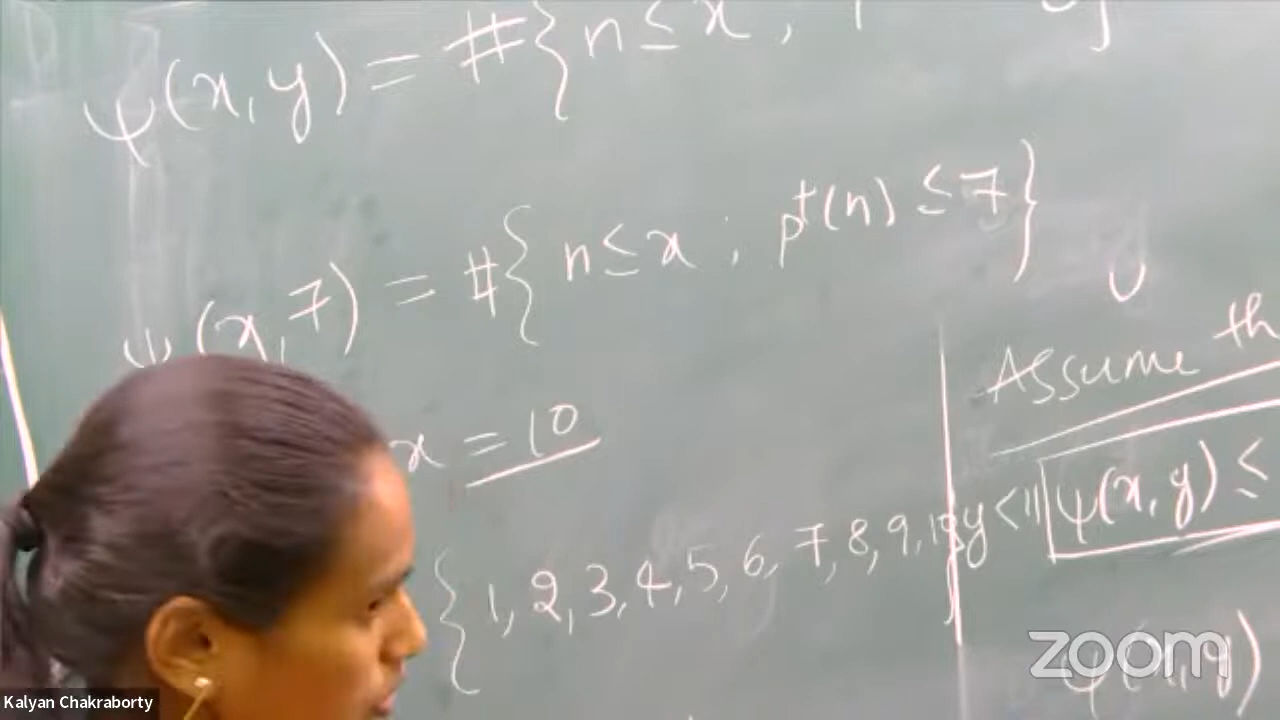 ψ(x, y) = #{n ≤ x ,
(x, 7) = #{ n ≤ x ; p⁺(n) ≤ 7}
y
x = 10
{1, 2, 3, 4, 5, 6, 7, 8, 9, 10} y < 11
Assume th
ψ(x, y) ≤
ψ(x, y)
zoom
Kalyan Chakraborty